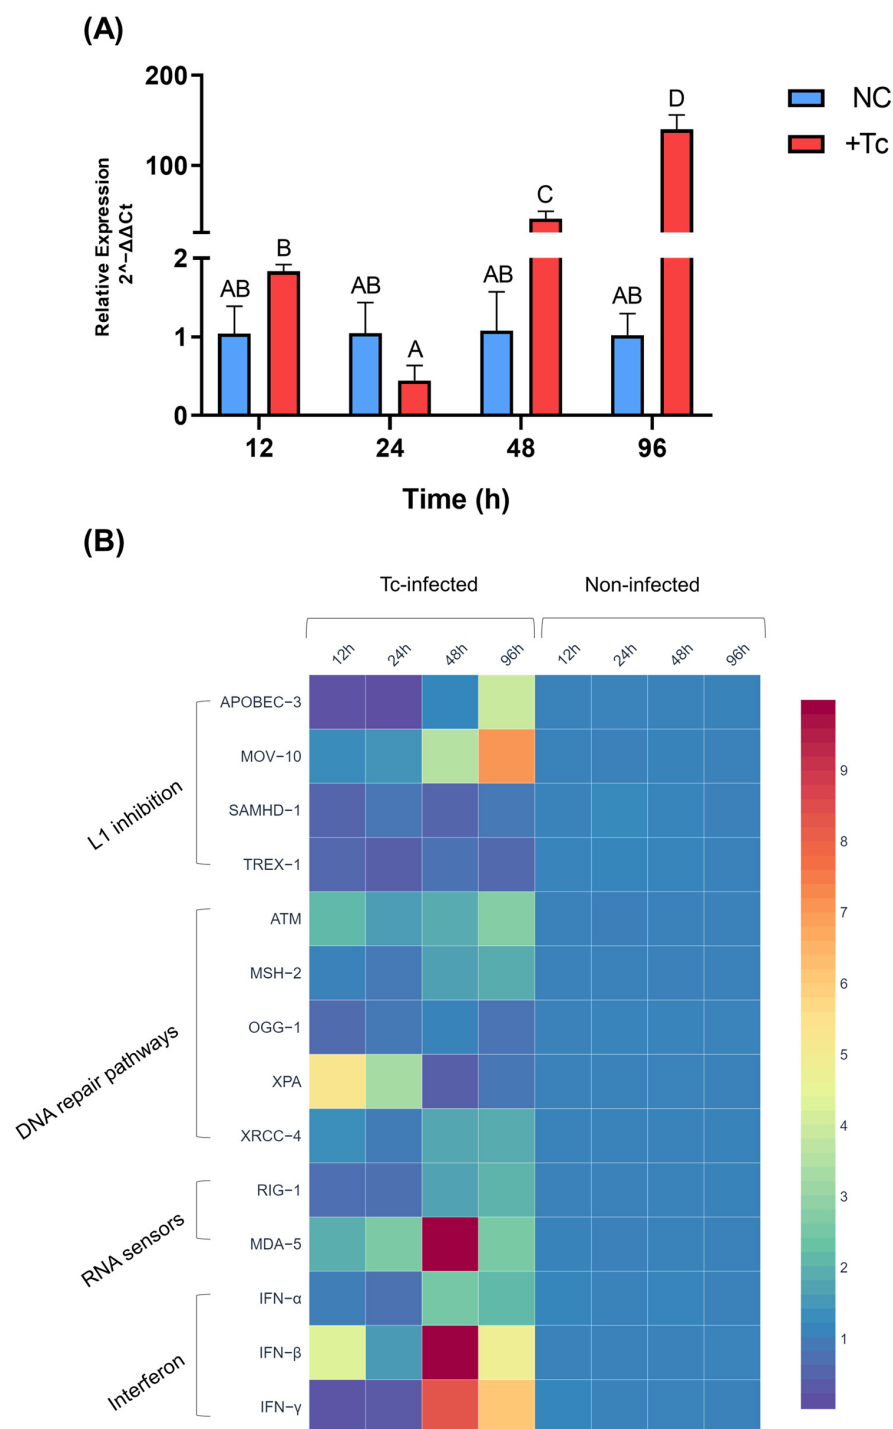 (A)
200
100
2
1
0
Relative Expression
2^−ΔΔCt
AB
B
AB
A
AB
C
AB
D
NC
+Tc
12
24
48
96
Time (h)
(B)
Tc-infected
Non-infected
12h
24h
48h
96h
12h
24h
48h
96h
L1 inhibition
APOBEC−3
MOV−10
SAMHD−1
TREX−1
DNA repair pathways
ATM
MSH−2
OGG−1
XPA
XRCC−4
RNA sensors
RIG−1
MDA−5
Interferon
IFN−α
IFN−β
IFN−γ
9
8
7
6
5
4
3
2
1